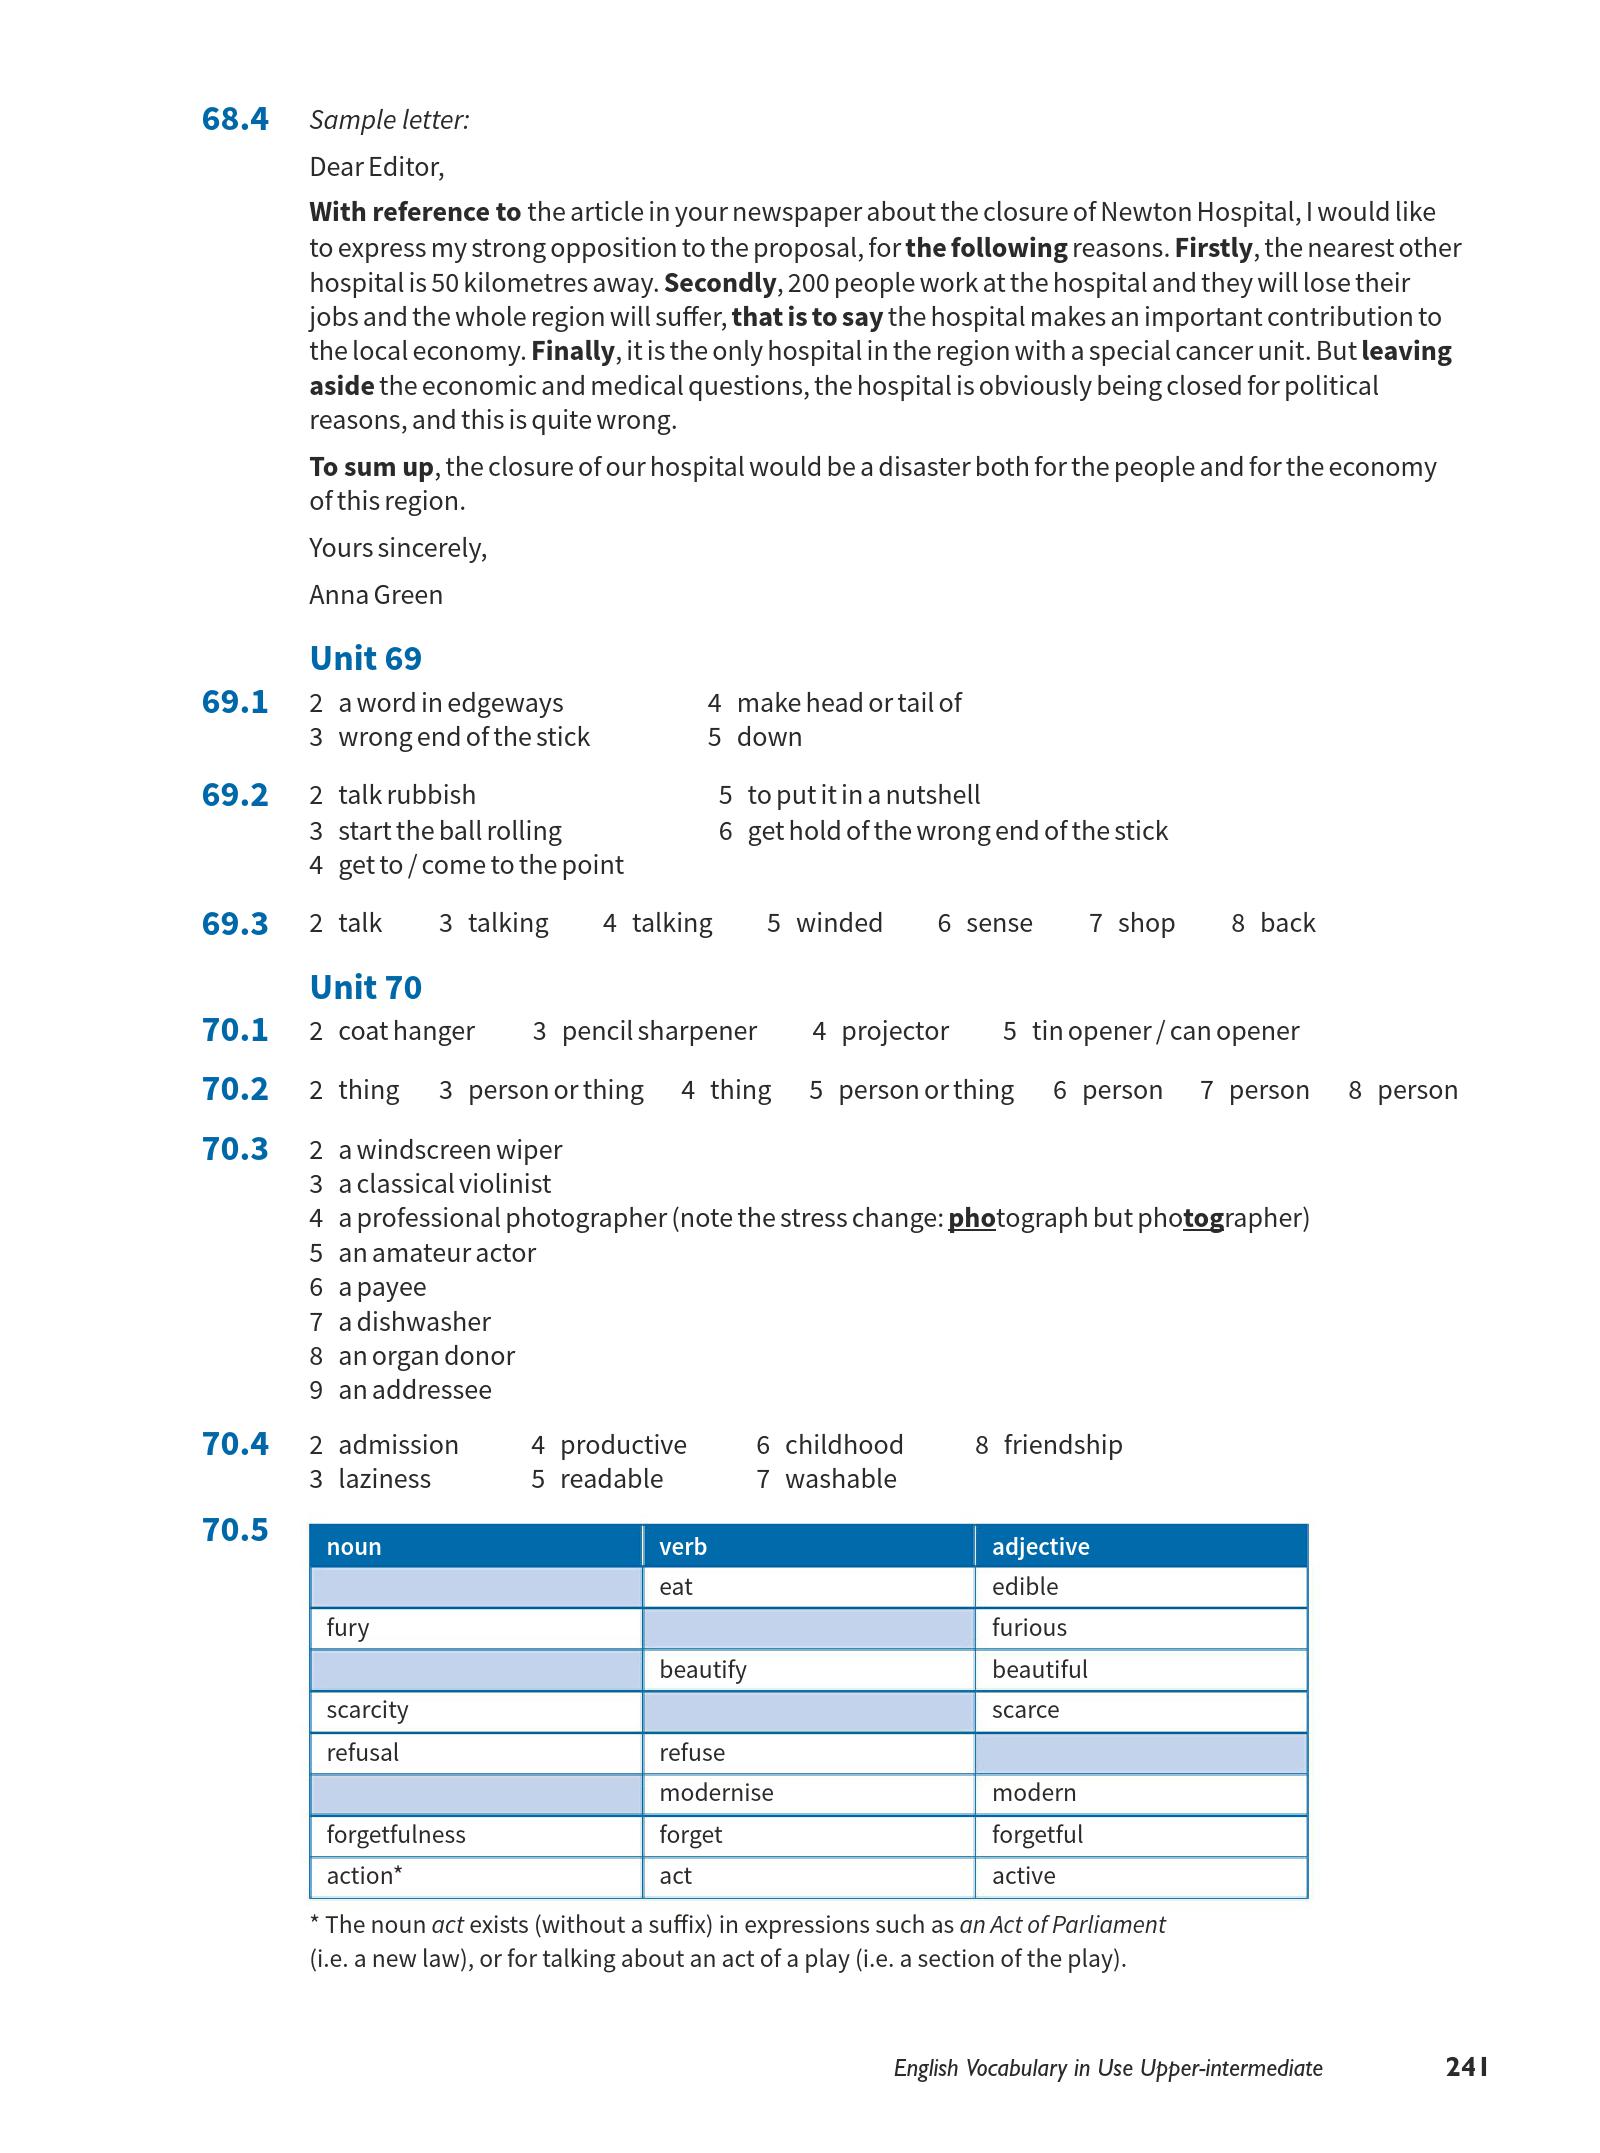 68.4 Sample letter:
Dear Editor,
With reference to the article in your newspaper about the closure of Newton Hospital, I would like
to express my strong opposition to the proposal, for the following reasons. Firstly, the nearest other
hospital is 50 kilometres away. Secondly, 200 people work at the hospital and they will lose their
jobs and the whole region will suffer, that is to say the hospital makes an important contribution to
the local economy. Finally, it is the only hospital in the region with a special cancer unit. But leaving
aside the economic and medical questions, the hospital is obviously being closed for political
reasons, and this is quite wrong.
To sum up, the closure of our hospital would be a disaster both for the people and for the economy
of this region.
Yours sincerely,
Anna Green
Unit 69
69.1 2 a word in edgeways 4 make head or tail of
3 wrong end of the stick 5 down
69.2 2 talk rubbish 5 to put it in a nutshell
3 start the ball rolling 6 get hold of the wrong end of the stick
4 get to / come to the point
69.3 2 talk 3 talking 4 talking 5 winded 6 sense 7 shop 8 back
Unit 70
70.1 2 coat hanger 3 pencil sharpener 4 projector 5 tin opener / can opener
70.2 2 thing 3 person or thing 4 thing 5 person or thing 6 person 7 person 8 person
70.3 2 a windscreen wiper
3 a classical violinist
4 a professional photographer (note the stress change: photograph but photographer)
5 an amateur actor
6 a payee
7 a dishwasher
8 an organ donor
9 an addressee
70.4 2 admission 4 productive 6 childhood 8 friendship
3 laziness 5 readable 7 washable
70.5 noun verb adjective
eat edible
fury furious
beautify beautiful
scarcity scarce
refusal refuse
modernise modern
forgetfulness forget forgetful
action* act active
* The noun act exists (without a suffix) in expressions such as an Act of Parliament
(i.e. a new law), or for talking about an act of a play (i.e. a section of the play).
English Vocabulary in Use Upper-intermediate 241